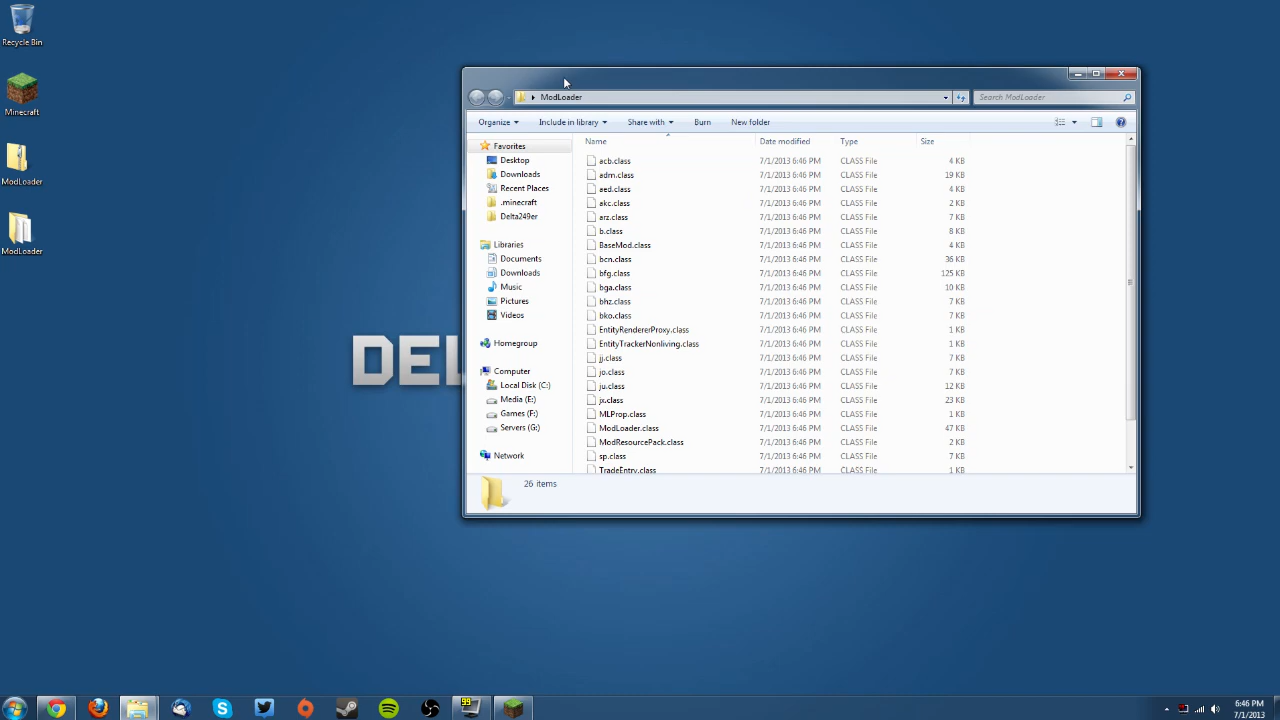 Recycle Bin
Minecraft
ModLoader
ModLoader
DEL
ModLoader
Search ModLoader
Organize Include in library Share with Burn New folder
Favorites
Desktop
Downloads
Recent Places
.minecraft
Delta249er
Libraries
Documents
Downloads
Music
Pictures
Videos
Homegroup
Computer
Local Disk (C:)
Media (E:)
Games (F:)
Servers (G:)
Network
Name Date modified Type Size
acb.class 7/1/2013 6:46 PM CLASS File 4 KB
adm.class 7/1/2013 6:46 PM CLASS File 19 KB
aed.class 7/1/2013 6:46 PM CLASS File 4 KB
akc.class 7/1/2013 6:46 PM CLASS File 2 KB
arz.class 7/1/2013 6:46 PM CLASS File 7 KB
b.class 7/1/2013 6:46 PM CLASS File 8 KB
BaseMod.class 7/1/2013 6:46 PM CLASS File 4 KB
bcn.class 7/1/2013 6:46 PM CLASS File 36 KB
bfg.class 7/1/2013 6:46 PM CLASS File 125 KB
bga.class 7/1/2013 6:46 PM CLASS File 10 KB
bhz.class 7/1/2013 6:46 PM CLASS File 7 KB
bko.class 7/1/2013 6:46 PM CLASS File 7 KB
EntityRendererProxy.class 7/1/2013 6:46 PM CLASS File 1 KB
EntityTrackerNonliving.class 7/1/2013 6:46 PM CLASS File 1 KB
jj.class 7/1/2013 6:46 PM CLASS File 7 KB
jo.class 7/1/2013 6:46 PM CLASS File 7 KB
ju.class 7/1/2013 6:46 PM CLASS File 12 KB
jx.class 7/1/2013 6:46 PM CLASS File 23 KB
MLProp.class 7/1/2013 6:46 PM CLASS File 1 KB
ModLoader.class 7/1/2013 6:46 PM CLASS File 47 KB
ModResourcePack.class 7/1/2013 6:46 PM CLASS File 2 KB
sp.class 7/1/2013 6:46 PM CLASS File 7 KB
TradeEntry.class 7/1/2013 6:46 PM CLASS File 1 KB
26 items
99
6:46 PM
7/1/2013